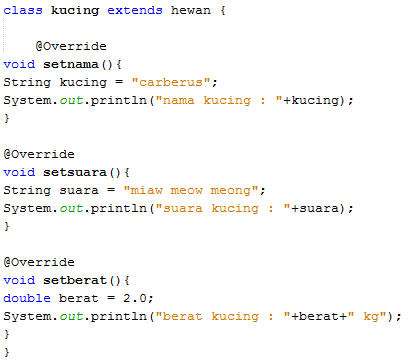 class kucing extends hewan {
@Override
void setnama(){
String kucing = "carberus";
System.out.println("nama kucing : "+kucing);
}
@Override
void setsuara(){
String suara = "miaw meow meong";
System.out.println("suara kucing : "+suara);
}
@Override
void setberat(){
double berat = 2.0;
System.out.println("berat kucing : "+berat+" kg");
}
}